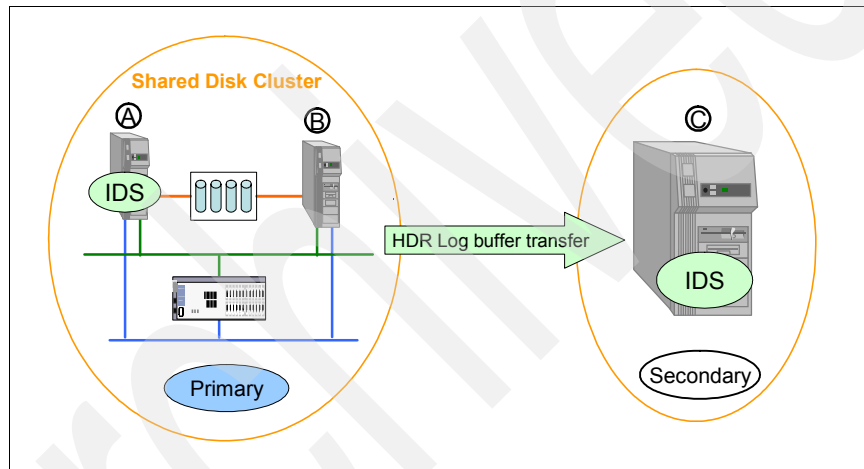 Shared Disk Cluster
A
B
C
IDS
HDR Log buffer transfer
IDS
Primary
Secondary